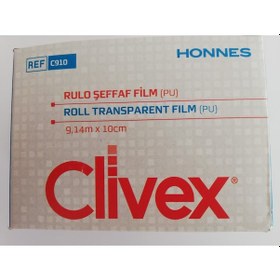 REF C910
HONNES
RULO ŞEFFAF FİLM (PU)
ROLL TRANSPARENT FILM (PU)
9,14m x 10cm
Clivex®